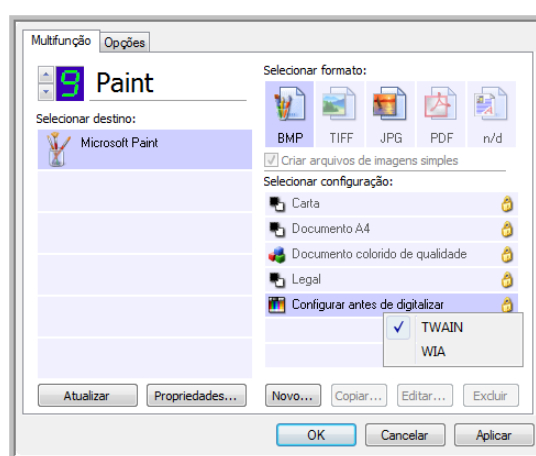 Multifunção Opções
9 Paint
Selecionar destino:
Microsoft Paint
Selecionar formato:
BMP TIFF JPG PDF n/d
Criar arquivos de imagens simples
Selecionar configuração:
Carta
Documento A4
Documento colorido de qualidade
Legal
Configurar antes de digitalizar
TWAIN
WIA
Atualizar Propriedades... Novo... Copiar... Editar... Excluir
OK Cancelar Aplicar